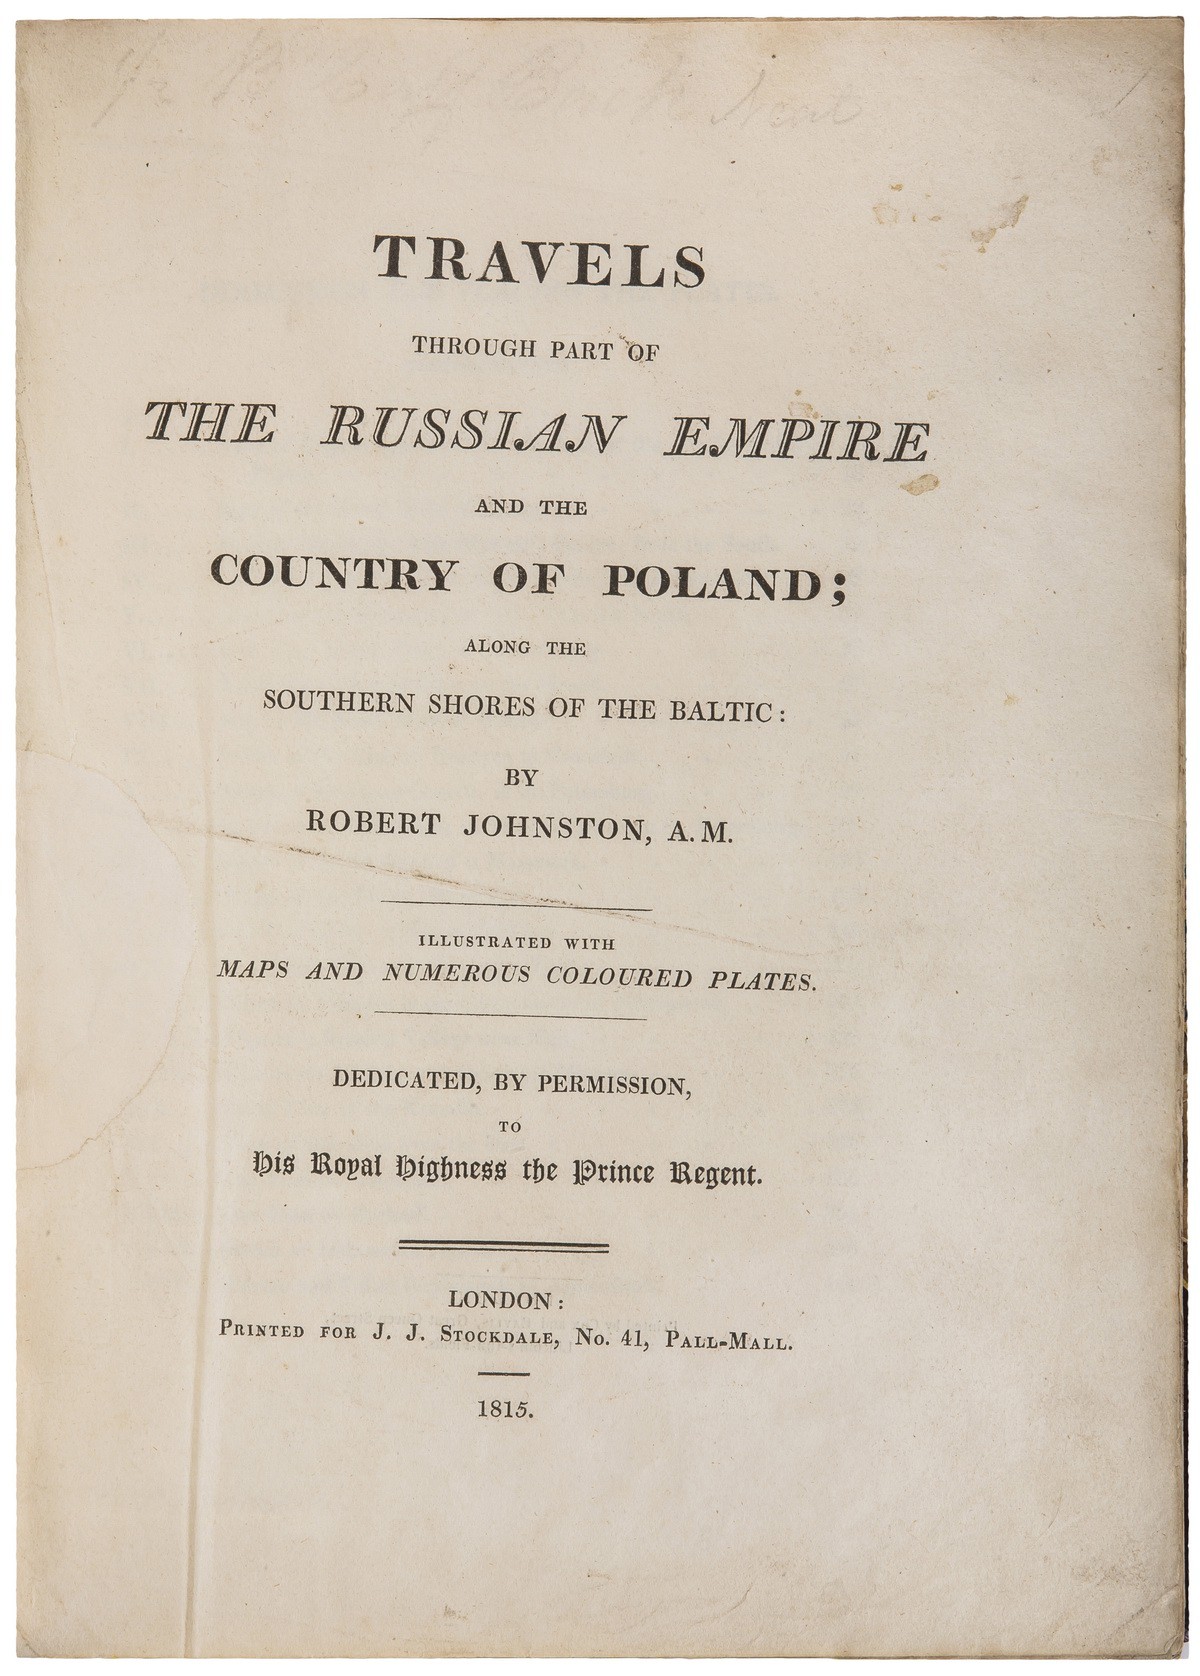 TRAVELS
THROUGH PART OF
THE RUSSIAN EMPIRE
AND THE
COUNTRY OF POLAND;
ALONG THE
SOUTHERN SHORES OF THE BALTIC:
BY
ROBERT JOHNSTON, A.M.
ILLUSTRATED WITH
MAPS AND NUMEROUS COLOURED PLATES.
DEDICATED, BY PERMISSION,
TO
His Royal Highness the Prince Regent.
LONDON:
PRINTED FOR J. J. STOCKDALE, No. 41, PALL-MALL.
1815.